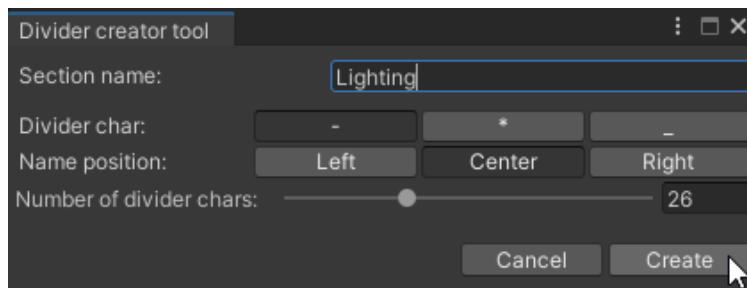 Divider creator tool
Section name: Lighting
Divider char: - * _
Name position: Left Center Right
Number of divider chars: 26
Cancel Create